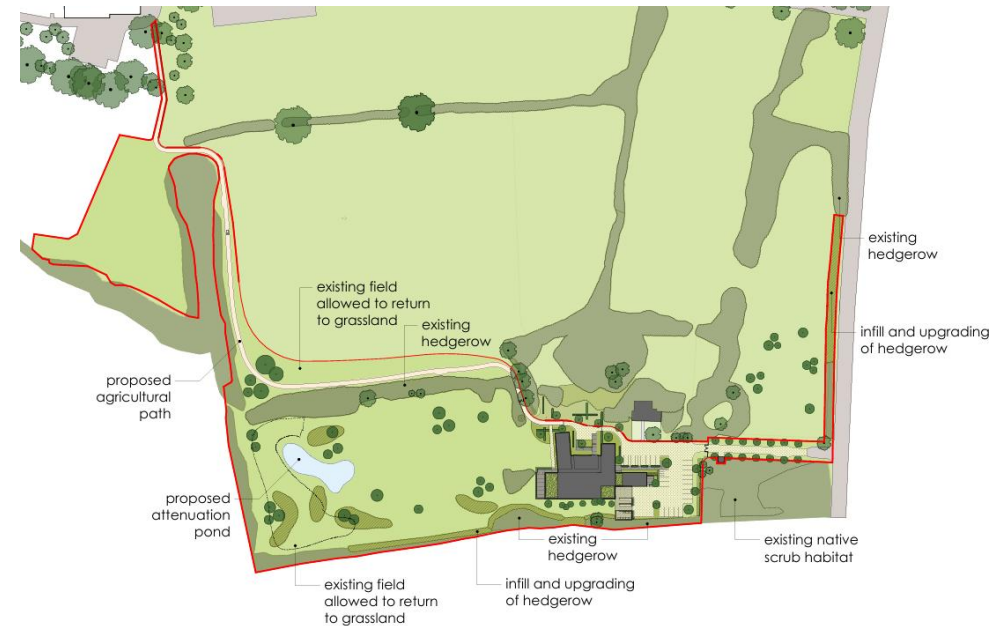 existing
hedgerow
existing field
allowed to return
to grassland
existing
hedgerow
infill and upgrading
of hedgerow
proposed
agricultural
path
proposed
attenuation
pond
existing
hedgerow
existing native
scrub habitat
existing field
allowed to return
to grassland
infill and upgrading
of hedgerow